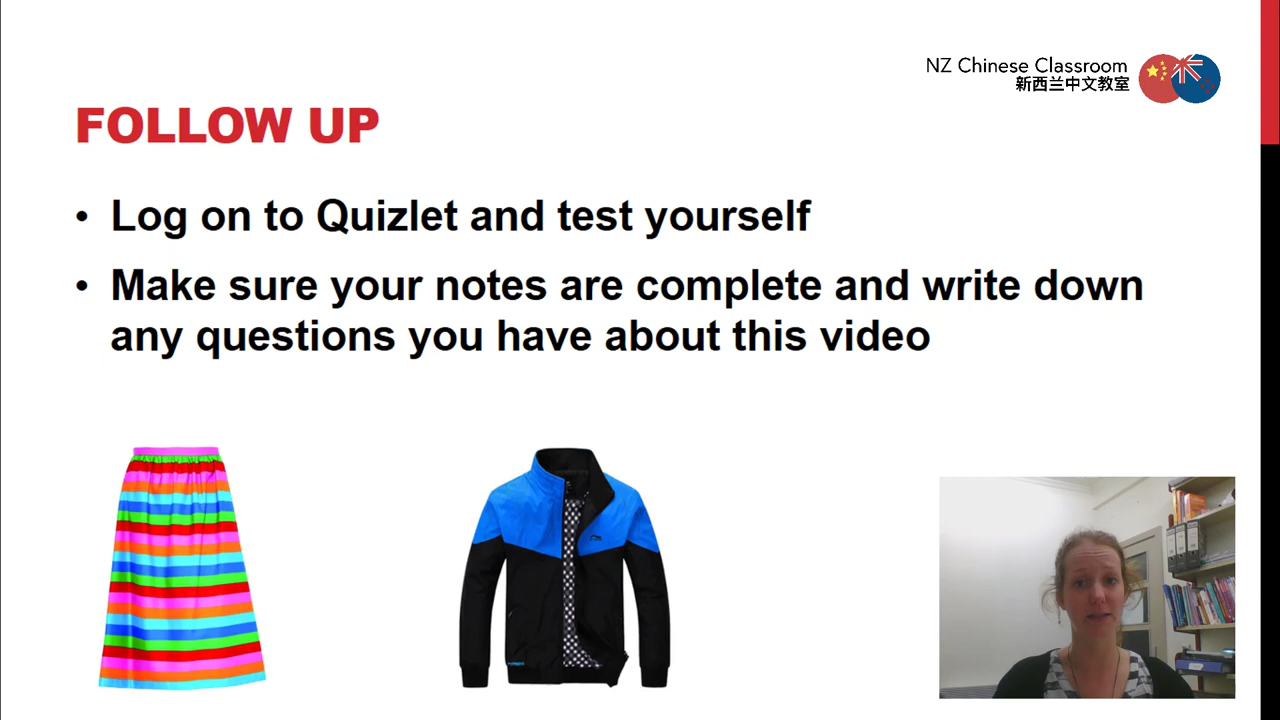 NZ Chinese Classroom
新西兰中文教室
FOLLOW UP
• Log on to Quizlet and test yourself
• Make sure your notes are complete and write down
any questions you have about this video